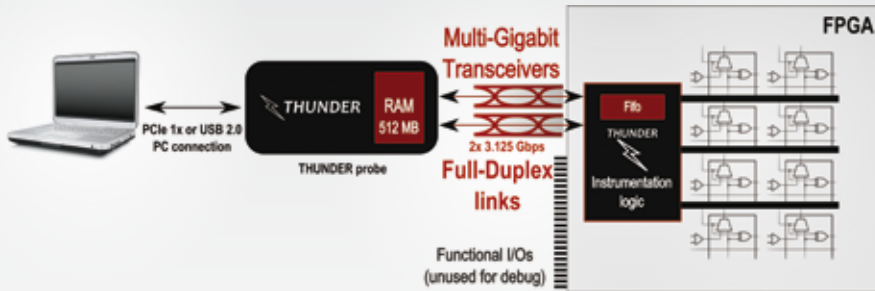 PCIe 1x or USB 2.0
PC connection
THUNDER
RAM
512 MB
THUNDER probe
Multi-Gigabit
Transceivers
2x 3.125 Gbps
Full-Duplex
links
Functional I/Os
(unused for debug)
FPGA
Fifo
THUNDER
Instrumentation
logic